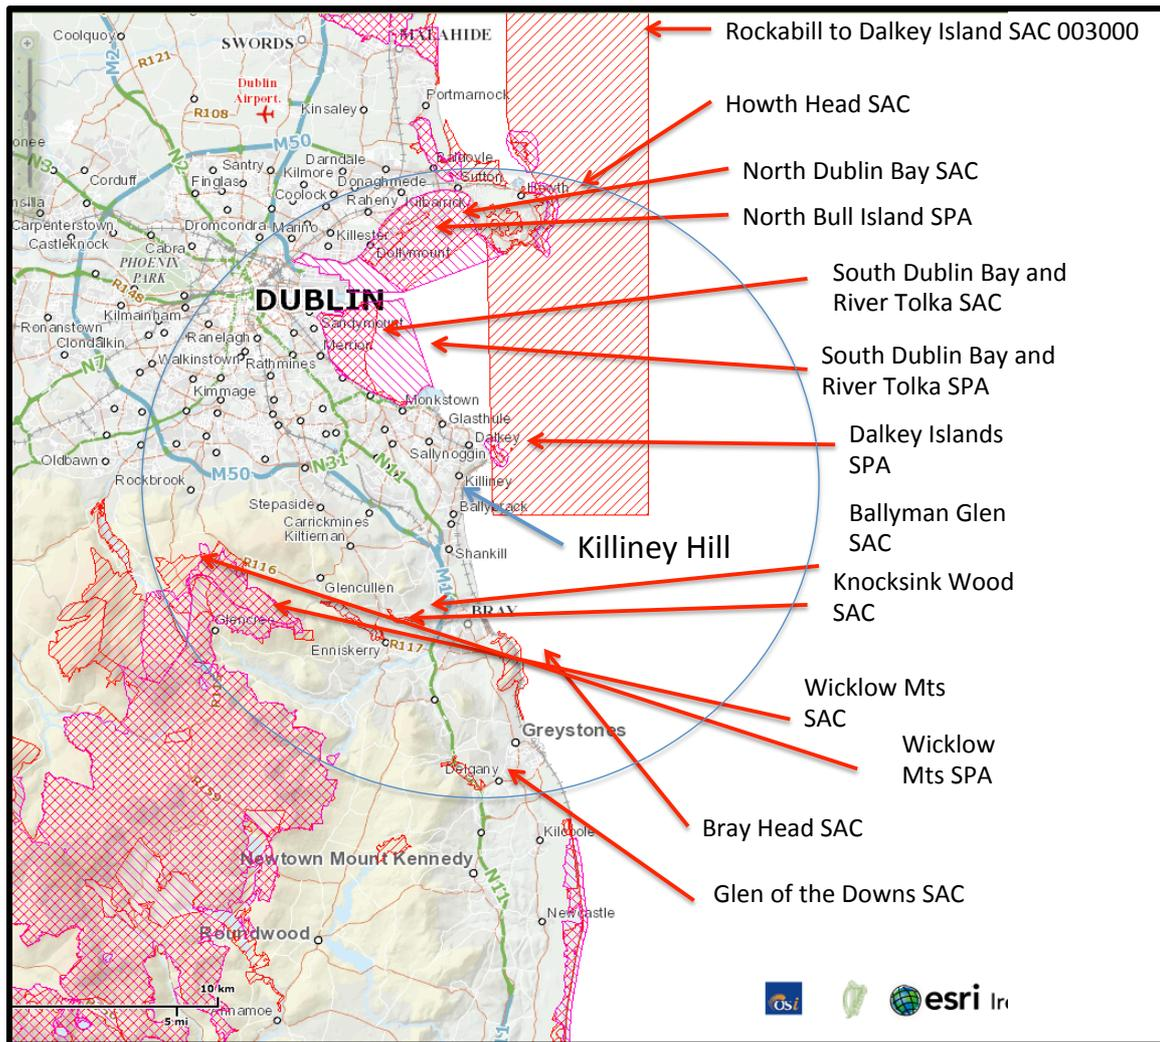 Rockabill to Dalkey Island SAC 003000
Howth Head SAC
North Dublin Bay SAC
North Bull Island SPA
South Dublin Bay and
River Tolka SAC
South Dublin Bay and
River Tolka SPA
Dalkey Islands
SPA
Ballyman Glen
SAC
Killiney Hill
Knocksink Wood
SAC
Wicklow Mts
SAC
Wicklow
Mts SPA
Bray Head SAC
Glen of the Downs SAC
Coolquoy
M2
R121
SWORDS
MALAHIDE
Dublin
Airport.
R108
Kinsaley
Portmarnock
M50
N3
N2
Santry
Darndale
Baldoyle
Corduff
Finglas
Kilmore
Donaghmede
Sutton
Howth
Coolock
Raheny
Kilbarrick
Carpenterstown
Dromcondra
Marino
Killester
Castleknock
Cabra
Dollymount
PHOENIX
PARK
R148
DUBLIN
Kilmainham
Sandymount
Ronanstown
Ranelagh
Clondalkin
Merrion
Walkinstown
Rathmines
N7
Kimmage
Monkstown
Glasthule
Dalkey
Sallynoggin
Oldbawn
M50
N31
N11
Rockbrook
Killiney
Stepaside
Ballybrack
Carrickmines
Kiltiernan
Shankill
R116
Glencullen
BRAY
Glencree
Enniskerry
R117
Greystones
Delgany
R759
Kilcoole
Newtown Mount Kennedy
N11
Newcastle
Roundwood
10 km
5 mi
Annamoe
osi
esri Ire